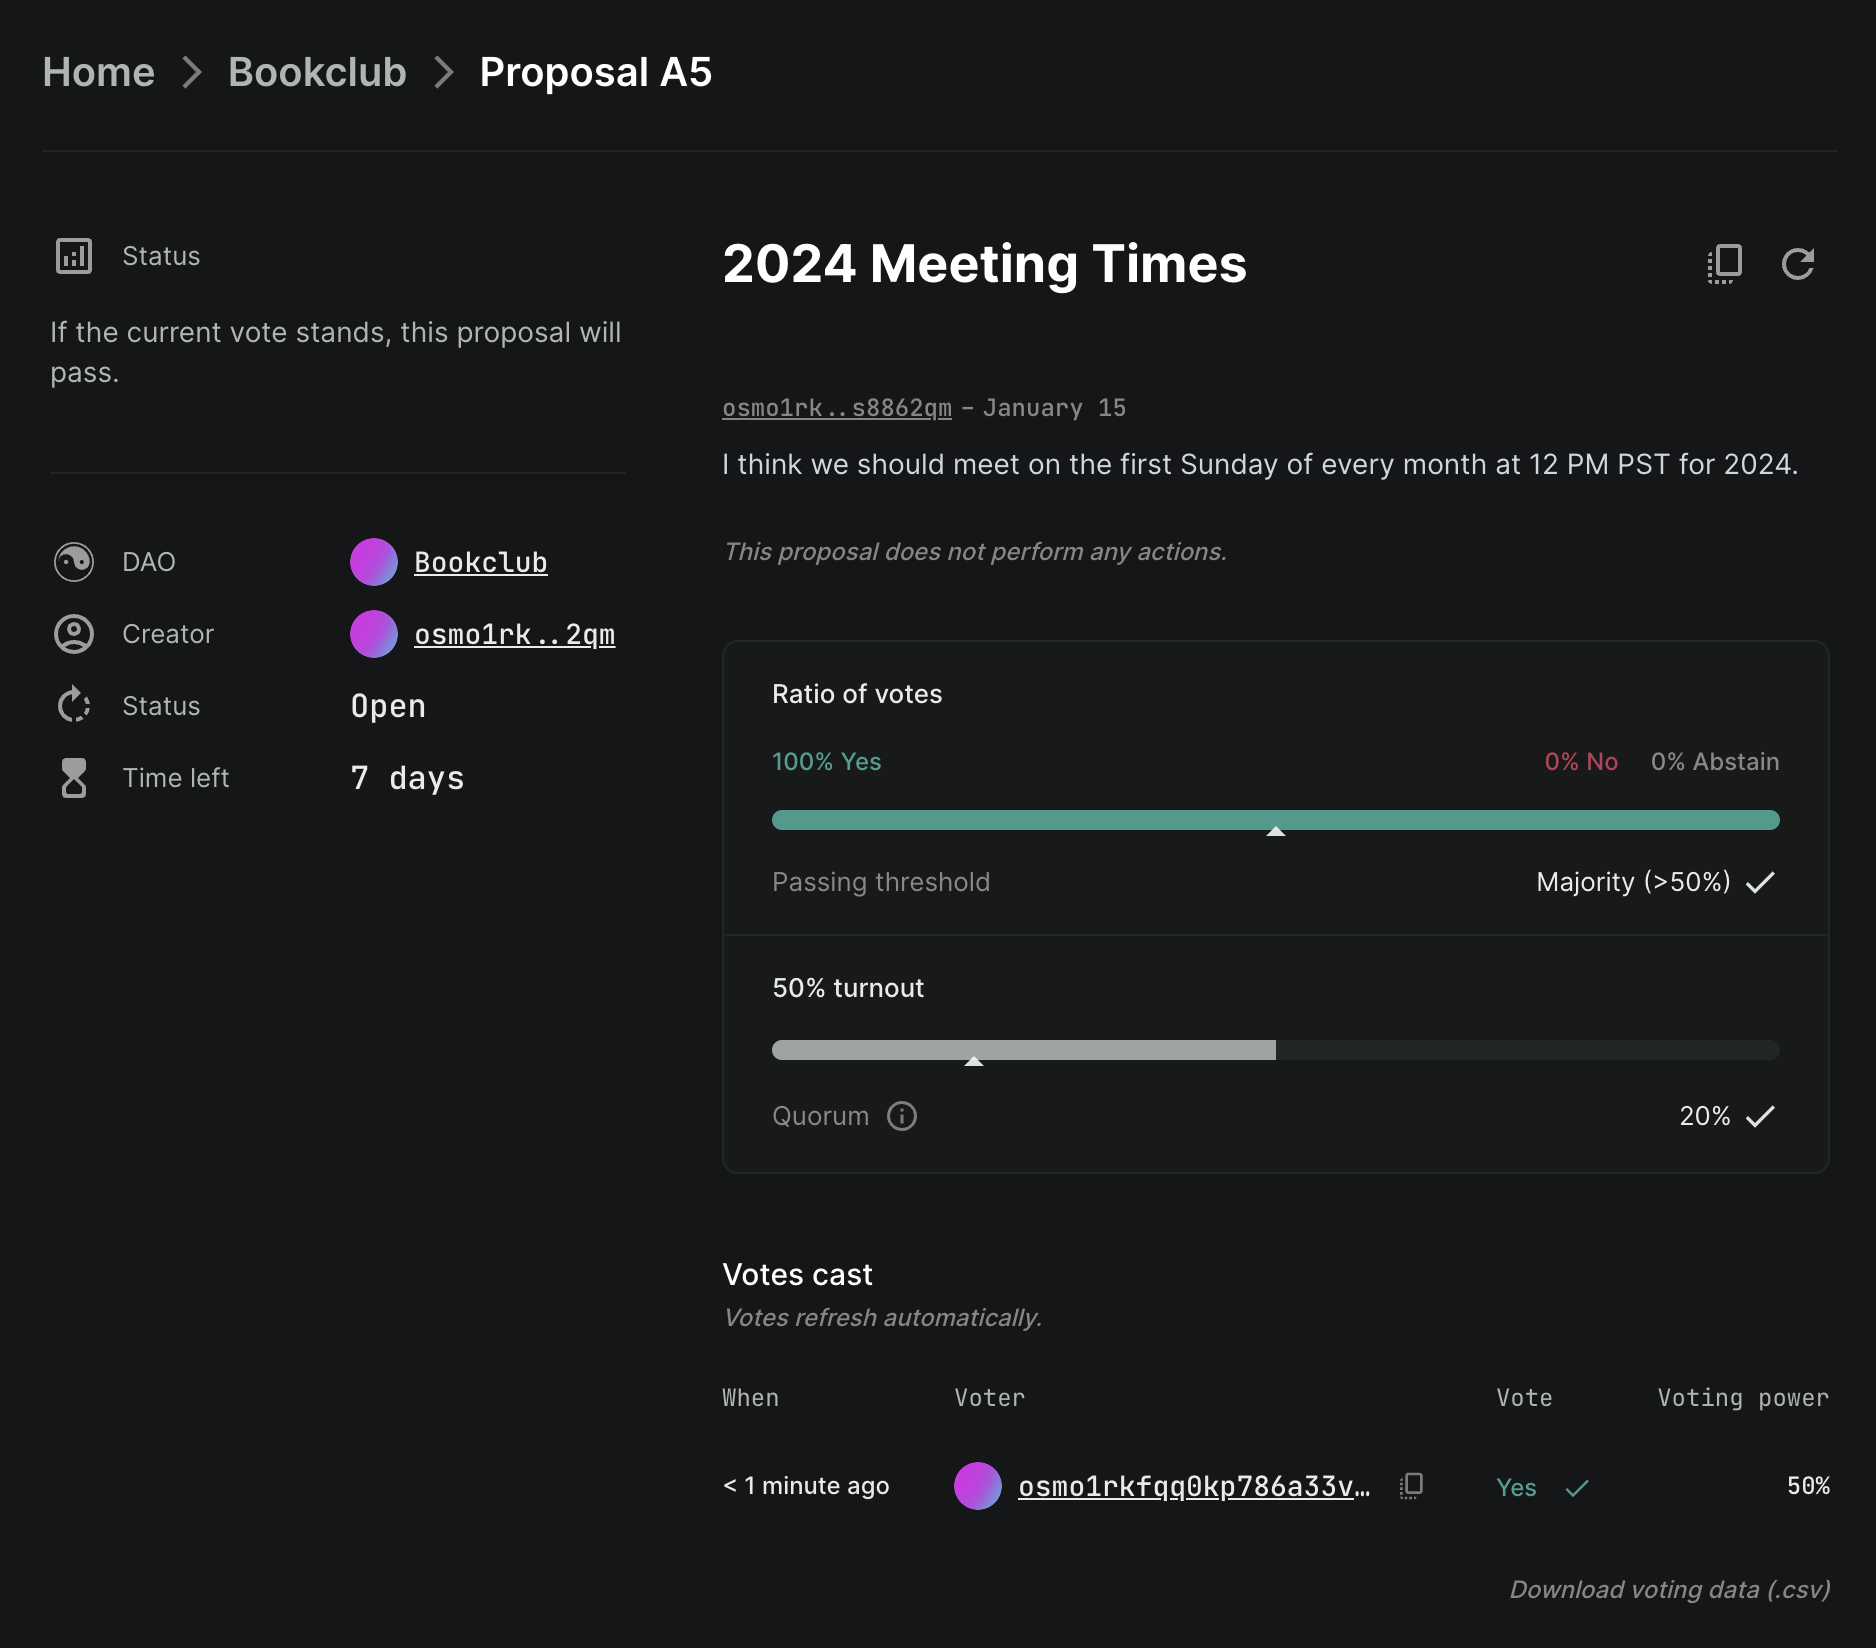 Home > Bookclub > Proposal A5
Status
If the current vote stands, this proposal will
pass.
DAO Bookclub
Creator osmo1rk..2qm
Status Open
Time left 7 days
2024 Meeting Times
osmo1rk..s8862qm – January 15
I think we should meet on the first Sunday of every month at 12 PM PST for 2024.
This proposal does not perform any actions.
Ratio of votes
100% Yes 0% No 0% Abstain
Passing threshold Majority (>50%)
50% turnout
Quorum 20%
Votes cast
Votes refresh automatically.
When Voter Vote Voting power
< 1 minute ago osmo1rkfqq0kp786a33v… Yes 50%
Download voting data (.csv)